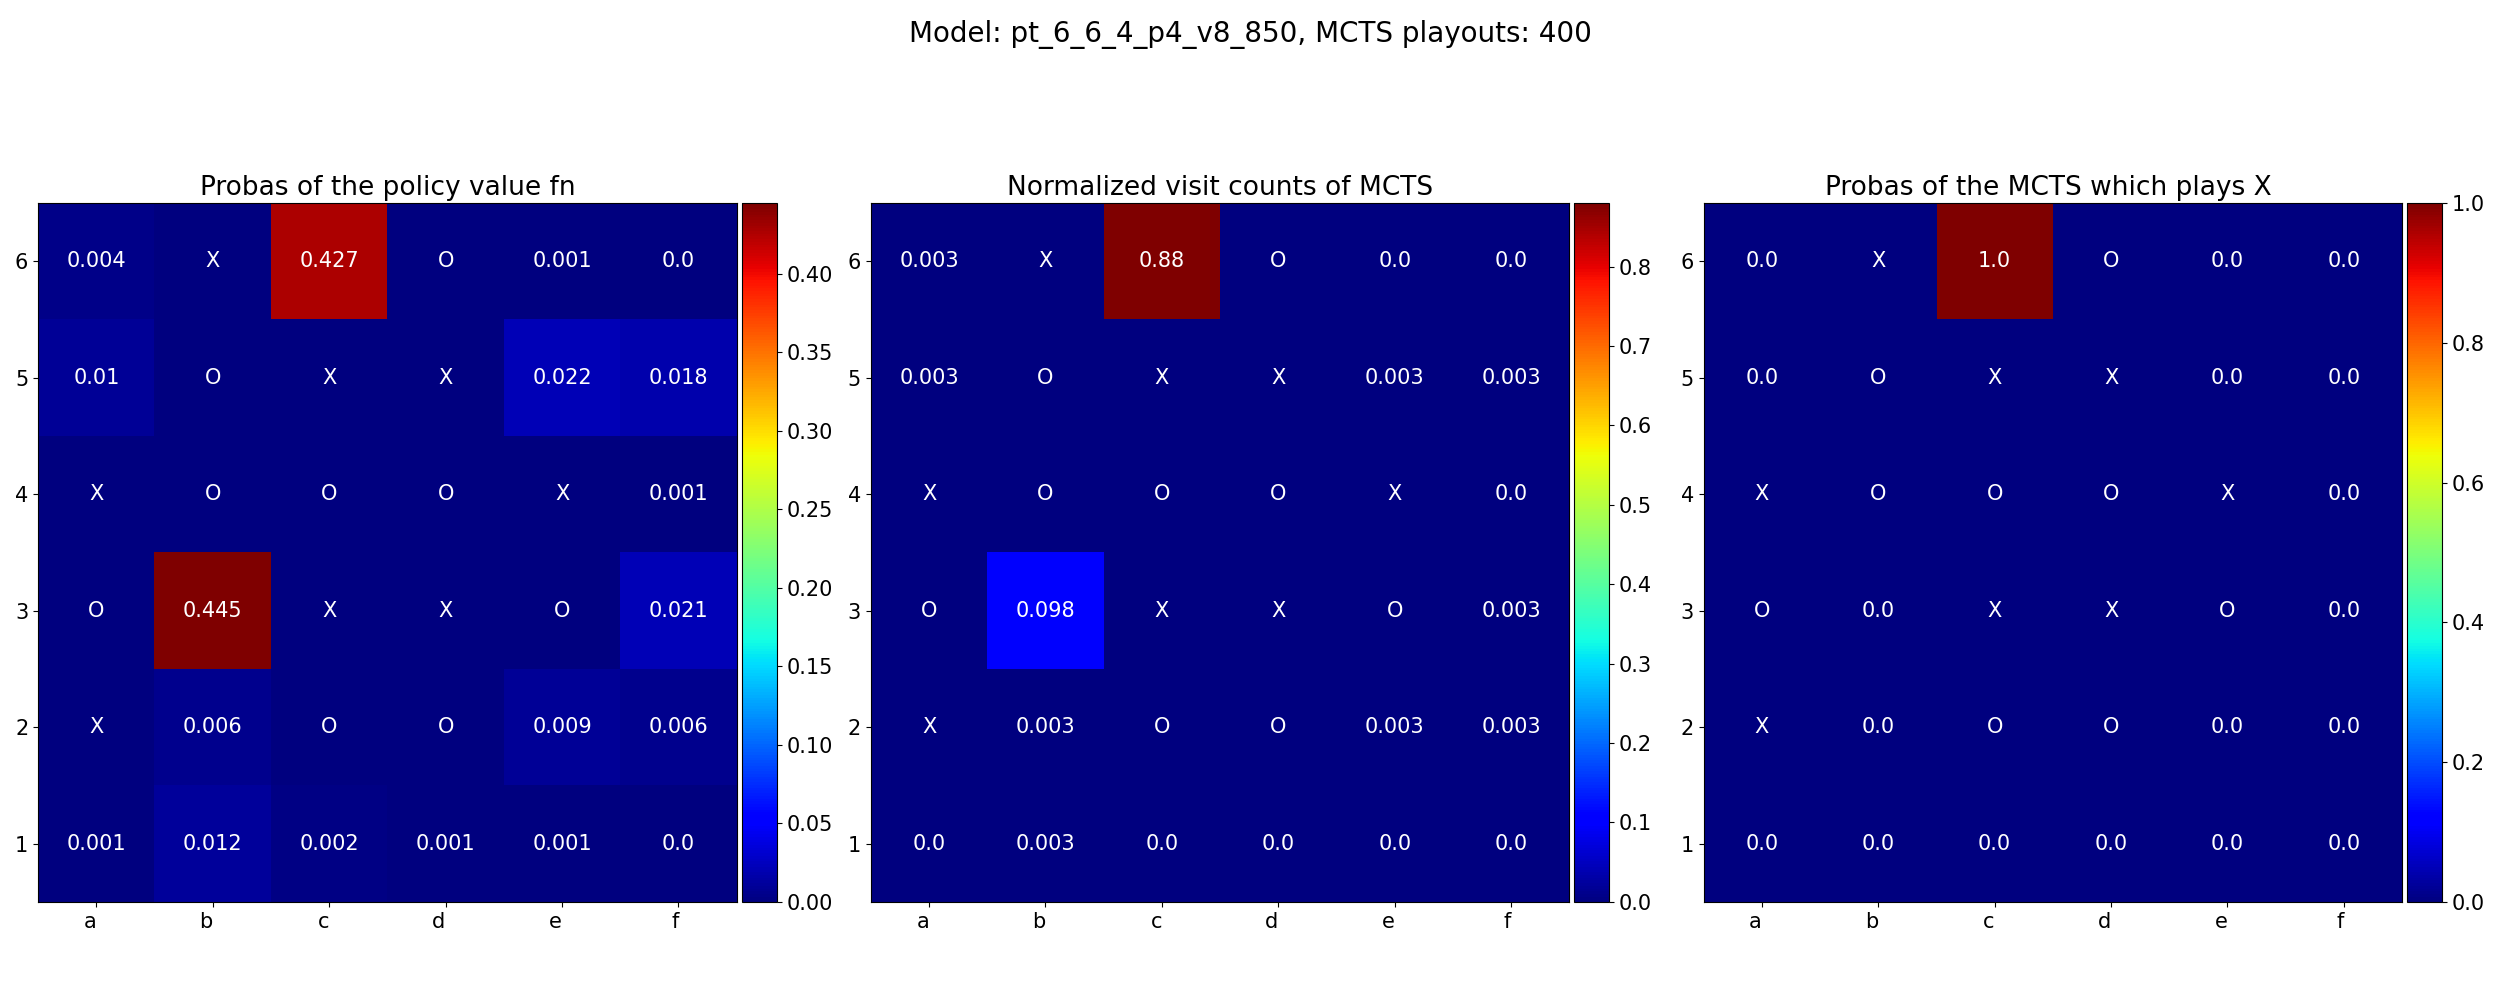 Model: pt_6_6_4_p4_v8_850, MCTS playouts: 400
Probas of the policy value fn
6 0.004 X 0.427 O 0.001 0.0
5 0.01 O X X 0.022 0.018
4 X O O O X 0.001
3 O 0.445 X X O 0.021
2 X 0.006 O O 0.009 0.006
1 0.001 0.012 0.002 0.001 0.001 0.0
a b c d e f
0.40
0.35
0.30
0.25
0.20
0.15
0.10
0.05
0.00
Normalized visit counts of MCTS
6 0.003 X 0.88 O 0.0 0.0
5 0.003 O X X 0.003 0.003
4 X O O O X 0.0
3 O 0.098 X X O 0.003
2 X 0.003 O O 0.003 0.003
1 0.0 0.003 0.0 0.0 0.0 0.0
a b c d e f
0.8
0.7
0.6
0.5
0.4
0.3
0.2
0.1
0.0
Probas of the MCTS which plays X
6 0.0 X 1.0 O 0.0 0.0
5 0.0 O X X 0.0 0.0
4 X O O O X 0.0
3 O 0.0 X X O 0.0
2 X 0.0 O O 0.0 0.0
1 0.0 0.0 0.0 0.0 0.0 0.0
a b c d e f
1.0
0.8
0.6
0.4
0.2
0.0